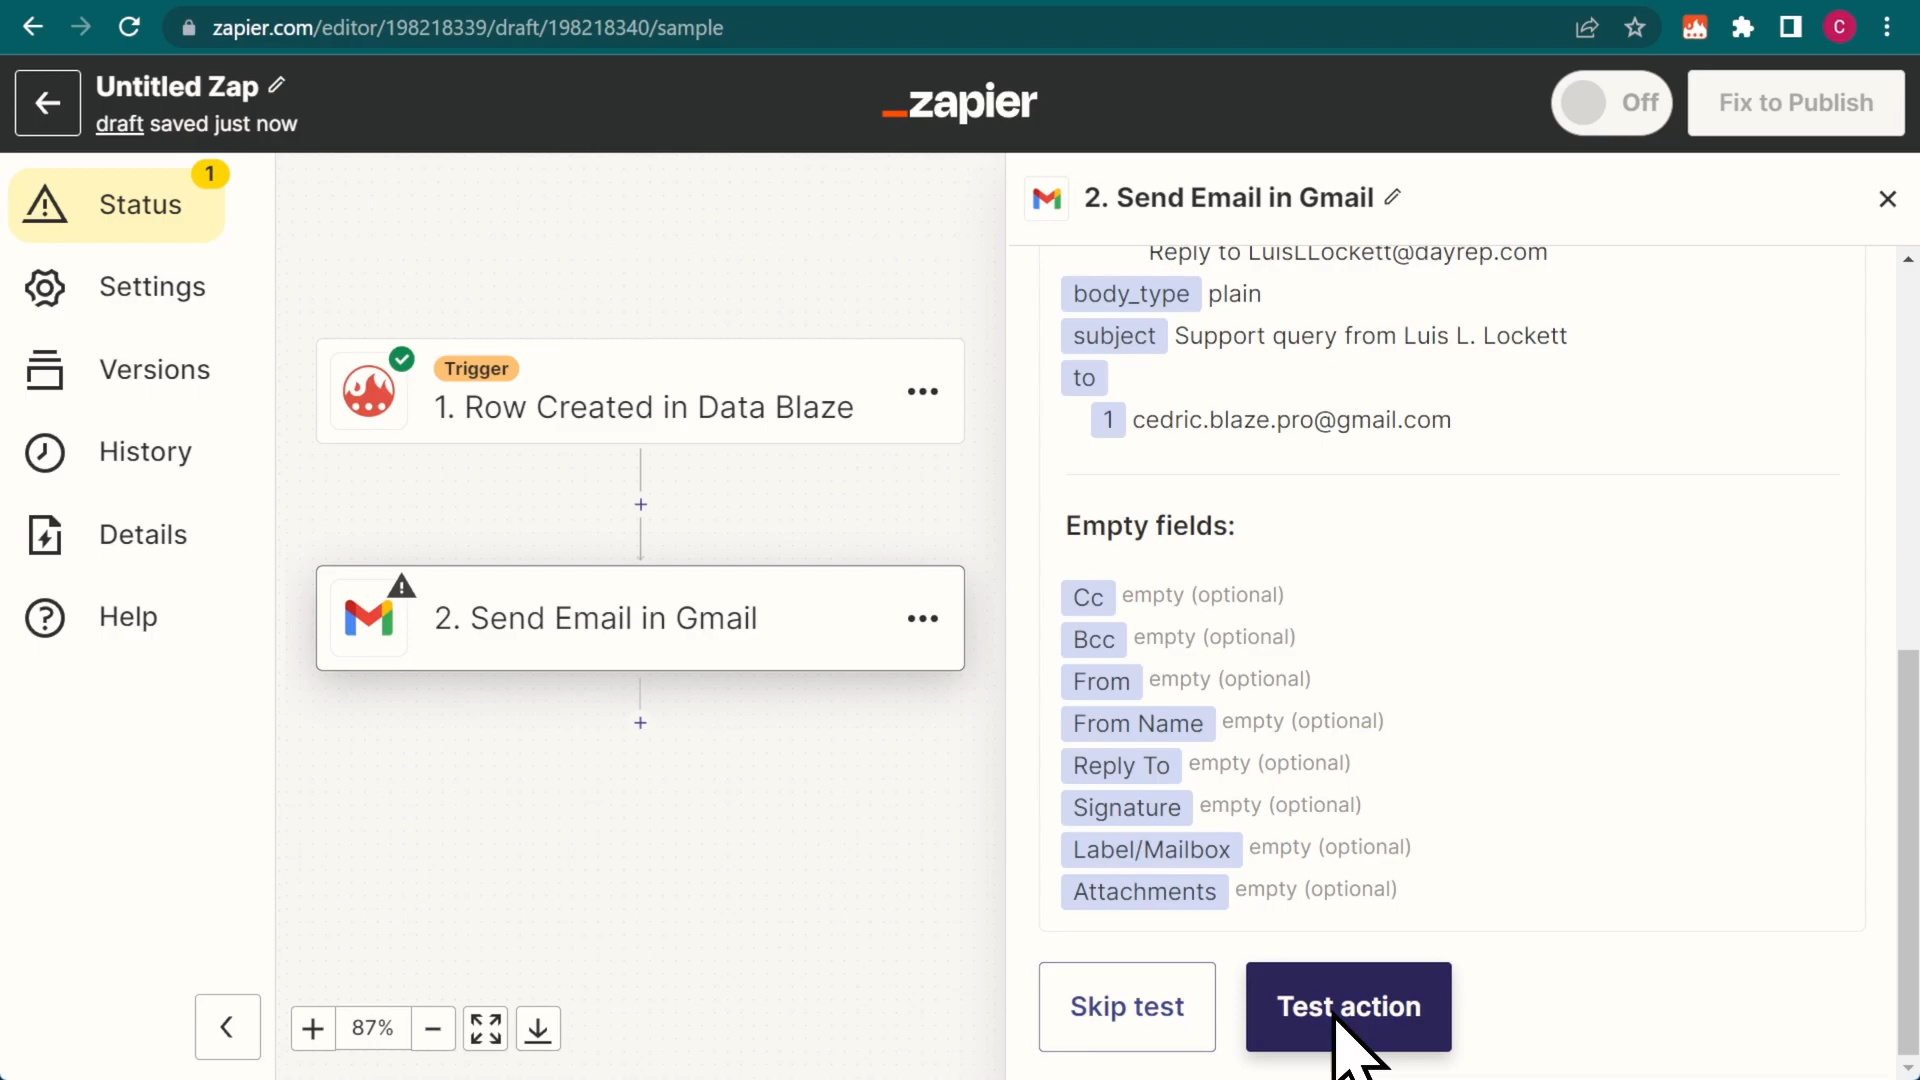 zapier.com/editor/198218339/draft/198218340/sample
C
Untitled Zap
draft saved just now
_zapier
Off
Fix to Publish
1
Status
Settings
Versions
History
Details
Help
Trigger
1. Row Created in Data Blaze
+
2. Send Email in Gmail
+
+
87%
−
2. Send Email in Gmail
Reply to LuisLLockett@dayrep.com
body_type plain
subject Support query from Luis L. Lockett
to
1 cedric.blaze.pro@gmail.com
Empty fields:
Cc empty (optional)
Bcc empty (optional)
From empty (optional)
From Name empty (optional)
Reply To empty (optional)
Signature empty (optional)
Label/Mailbox empty (optional)
Attachments empty (optional)
Skip test
Test action